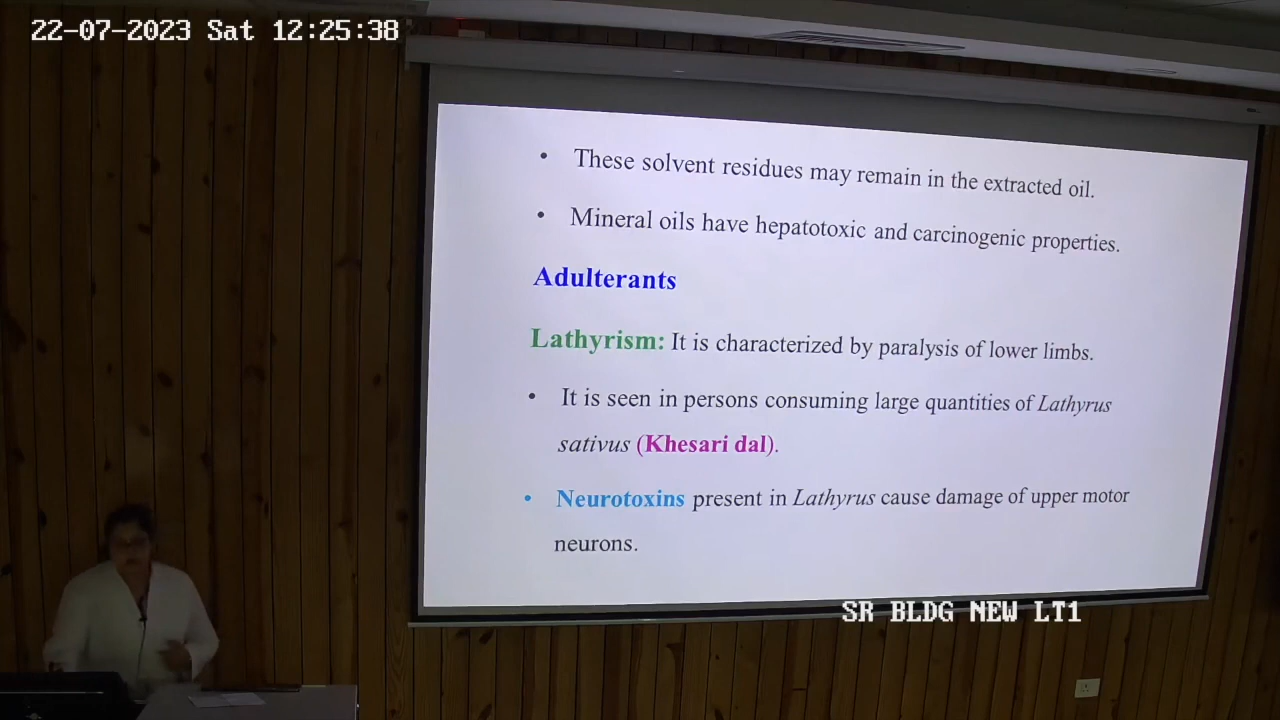 22-07-2023 Sat 12:25:38
• These solvent residues may remain in the extracted oil.
• Mineral oils have hepatotoxic and carcinogenic properties.
Adulterants
Lathyrism: It is characterized by paralysis of lower limbs.
• It is seen in persons consuming large quantities of Lathyrus
sativus (Khesari dal).
• Neurotoxins present in Lathyrus cause damage of upper motor
neurons.
SR BLDG NEW LT1